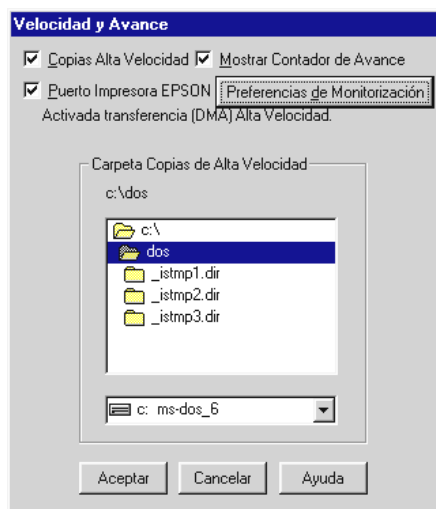 Velocidad y Avance
Copias Alta Velocidad Mostrar Contador de Avance
Puerto Impresora EPSON Preferencias de Monitorización
Activada transferencia (DMA) Alta Velocidad.
Carpeta Copias de Alta Velocidad
c:\dos
c:\
dos
_istmp1.dir
_istmp2.dir
_istmp3.dir
c: ms-dos_6
Aceptar Cancelar Ayuda